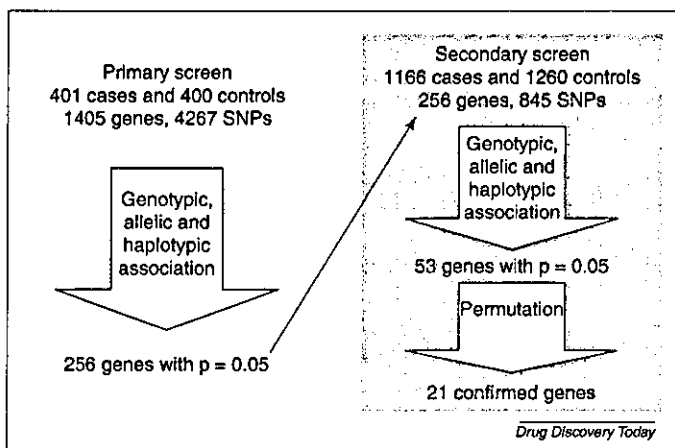 Primary screen
401 cases and 400 controls
1405 genes, 4267 SNPs
Genotypic,
allelic and
haplotypic
association
256 genes with p = 0.05
Secondary screen
1166 cases and 1260 controls
256 genes, 845 SNPs
Genotypic,
allelic and
haplotypic
association
53 genes with p = 0.05
Permutation
21 confirmed genes
Drug Discovery Today